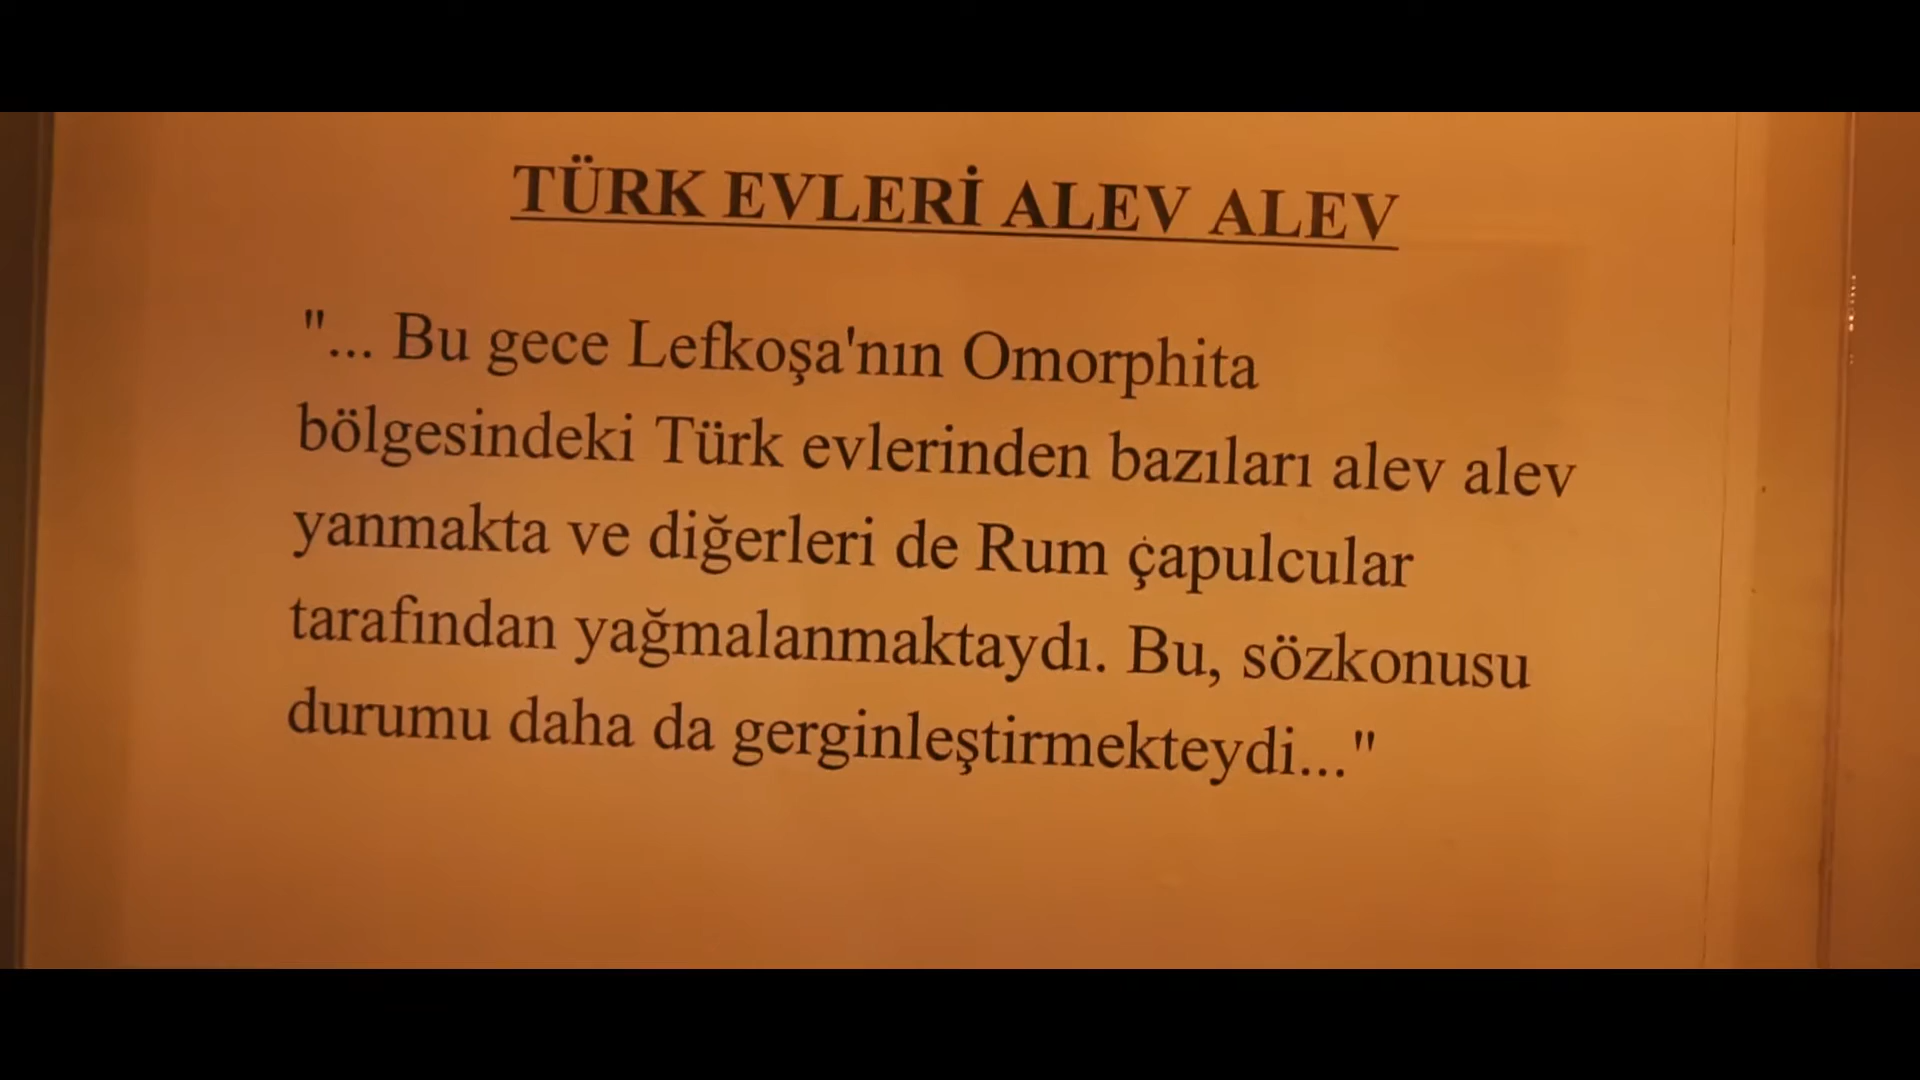 TÜRK EVLERİ ALEV ALEV
"... Bu gece Lefkoşa'nın Omorphita
bölgesindeki Türk evlerinden bazıları alev alev
yanmakta ve diğerleri de Rum çapulcular
tarafından yağmalanmaktaydı. Bu, sözkonusu
durumu daha da gerginleştirmekteydi..."